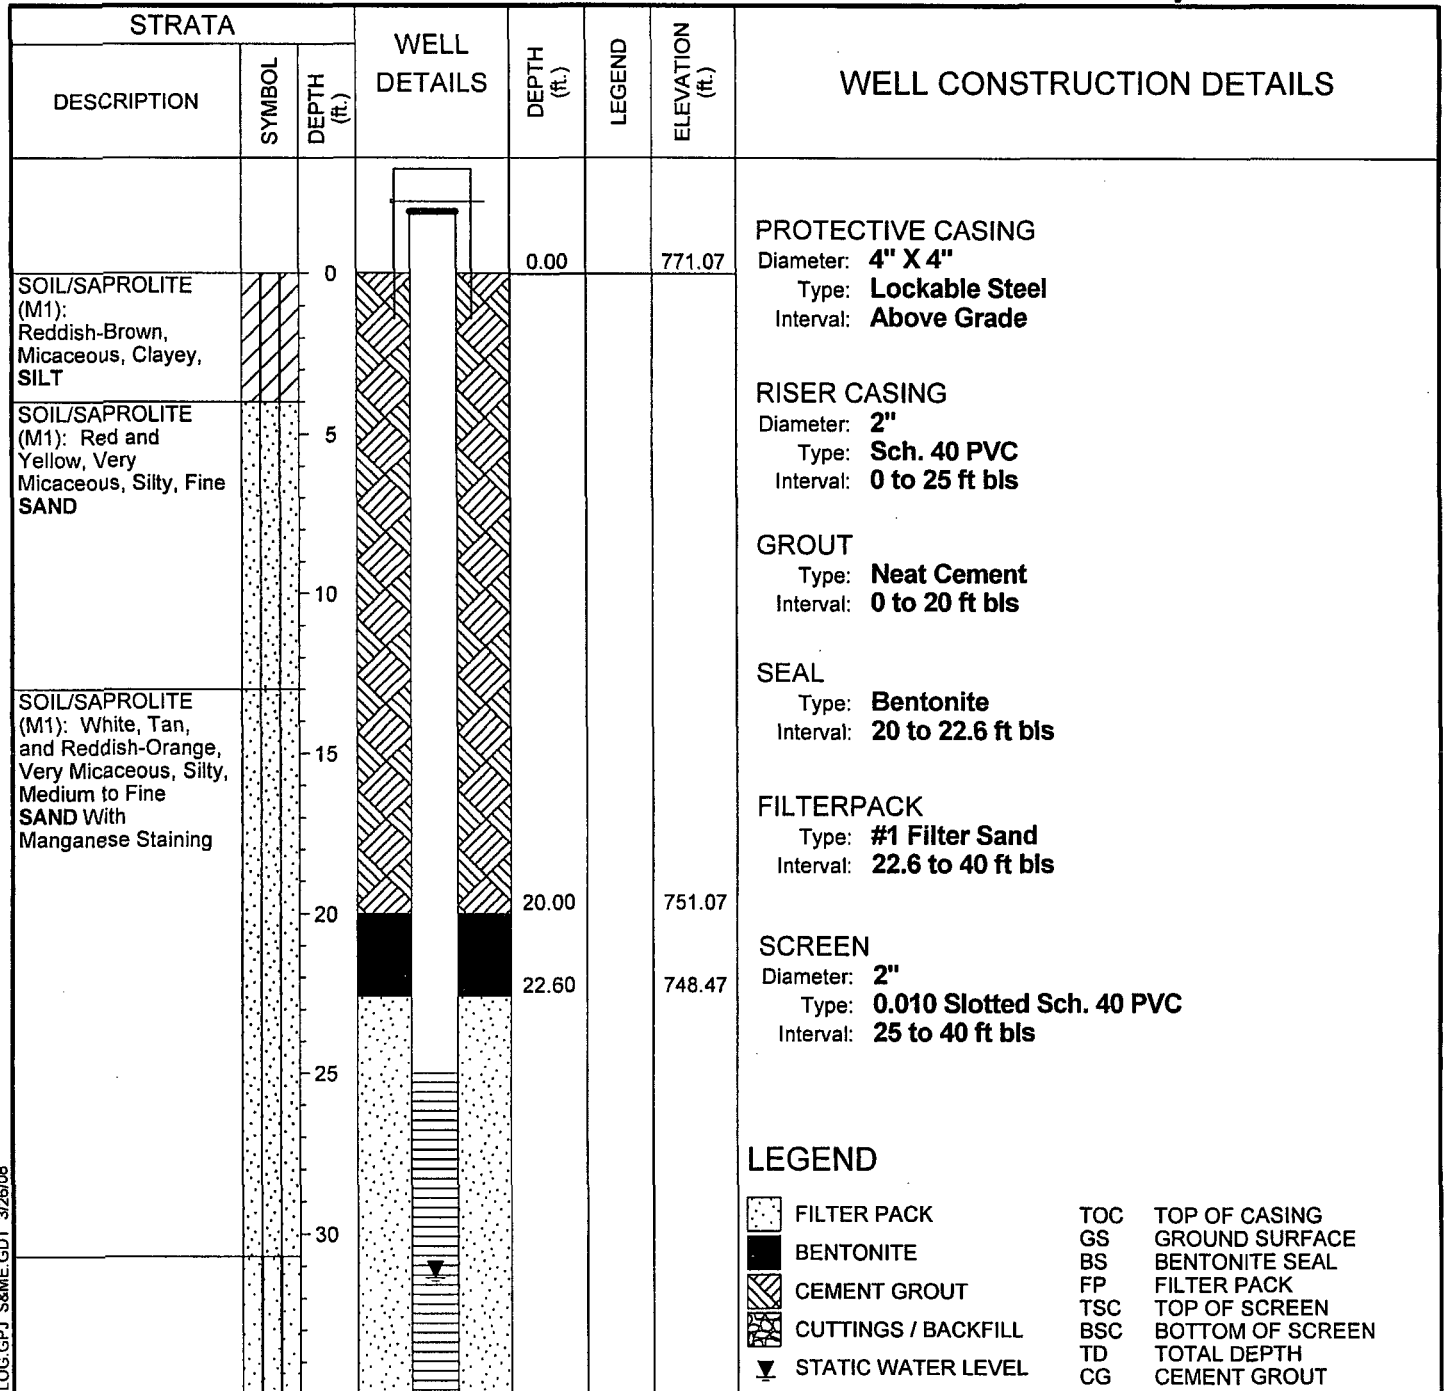 STRATA
DESCRIPTION
SYMBOL
DEPTH
(ft.)
WELL
DETAILS
DEPTH
(ft.)
LEGEND
ELEVATION
(ft.)
WELL CONSTRUCTION DETAILS
0.00
771.07
SOIL/SAPROLITE
(M1):
Reddish-Brown,
Micaceous, Clayey,
SILT
SOIL/SAPROLITE
(M1): Red and
Yellow, Very
Micaceous, Silty, Fine
SAND
SOIL/SAPROLITE
(M1): White, Tan,
and Reddish-Orange,
Very Micaceous, Silty,
Medium to Fine
SAND With
Manganese Staining
0
5
10
15
20
25
30
20.00
751.07
22.60
748.47
PROTECTIVE CASING
Diameter: 4" X 4"
Type: Lockable Steel
Interval: Above Grade
RISER CASING
Diameter: 2"
Type: Sch. 40 PVC
Interval: 0 to 25 ft bls
GROUT
Type: Neat Cement
Interval: 0 to 20 ft bls
SEAL
Type: Bentonite
Interval: 20 to 22.6 ft bls
FILTERPACK
Type: #1 Filter Sand
Interval: 22.6 to 40 ft bls
SCREEN
Diameter: 2"
Type: 0.010 Slotted Sch. 40 PVC
Interval: 25 to 40 ft bls
LEGEND
FILTER PACK
BENTONITE
CEMENT GROUT
CUTTINGS / BACKFILL
STATIC WATER LEVEL
TOC TOP OF CASING
GS GROUND SURFACE
BS BENTONITE SEAL
FP FILTER PACK
TSC TOP OF SCREEN
BSC BOTTOM OF SCREEN
TD TOTAL DEPTH
CG CEMENT GROUT
LOG.GPJ S&ME.GDT 3/26/08